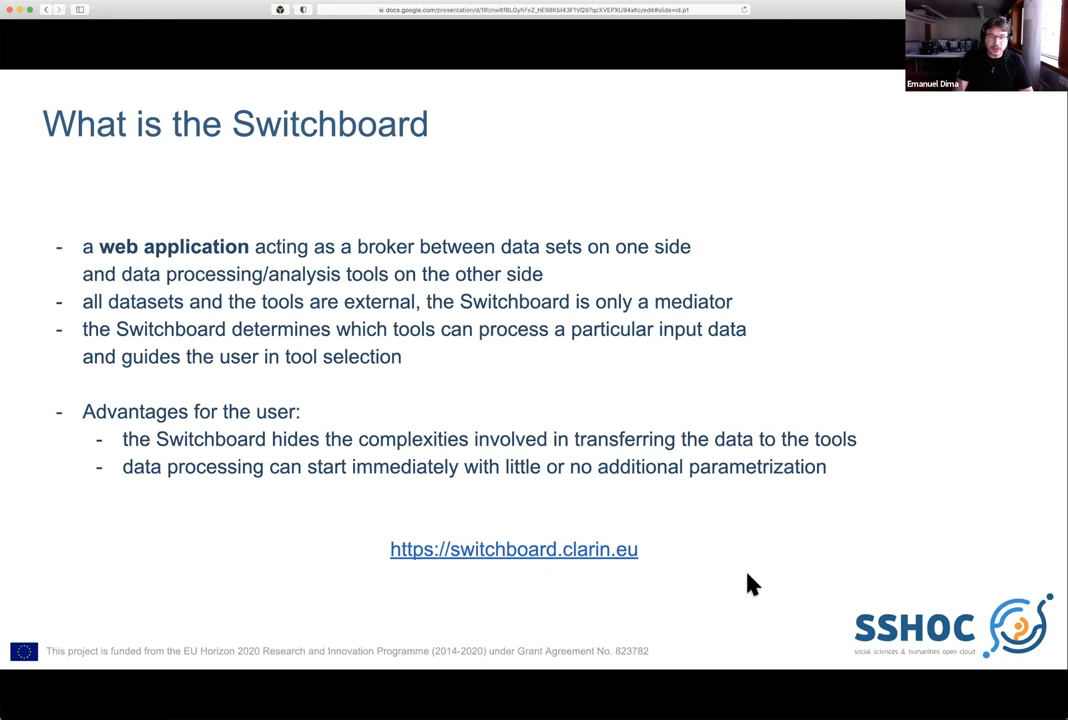 Emanuel Dima
What is the Switchboard
- a web application acting as a broker between data sets on one side
and data processing/analysis tools on the other side
- all datasets and the tools are external, the Switchboard is only a mediator
- the Switchboard determines which tools can process a particular input data
and guides the user in tool selection
- Advantages for the user:
- the Switchboard hides the complexities involved in transferring the data to the tools
- data processing can start immediately with little or no additional parametrization
https://switchboard.clarin.eu
SSHOC
social sciences & humanities open cloud
This project is funded from the EU Horizon 2020 Research and Innovation Programme (2014-2020) under Grant Agreement No. 823782